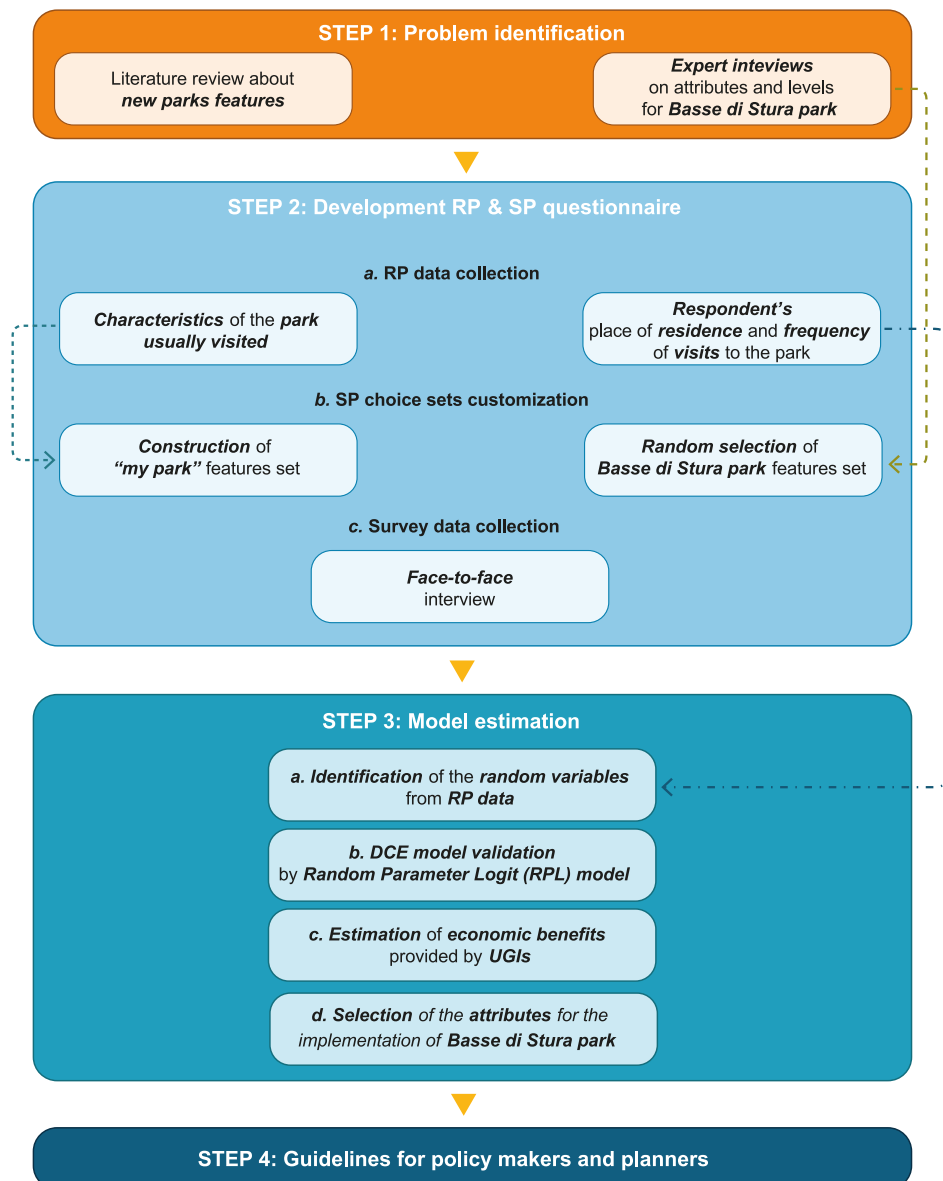 STEP 1: Problem identification
Literature review about
new parks features
Expert inteviews
on attributes and levels
for Basse di Stura park
STEP 2: Development RP & SP questionnaire
a. RP data collection
Characteristics of the park
usually visited
Respondent's
place of residence and frequency
of visits to the park
b. SP choice sets customization
Construction of
“my park” features set
Random selection of
Basse di Stura park features set
c. Survey data collection
Face-to-face
interview
STEP 3: Model estimation
a. Identification of the random variables
from RP data
b. DCE model validation
by Random Parameter Logit (RPL) model
c. Estimation of economic benefits
provided by UGIs
d. Selection of the attributes for the
implementation of Basse di Stura park
STEP 4: Guidelines for policy makers and planners